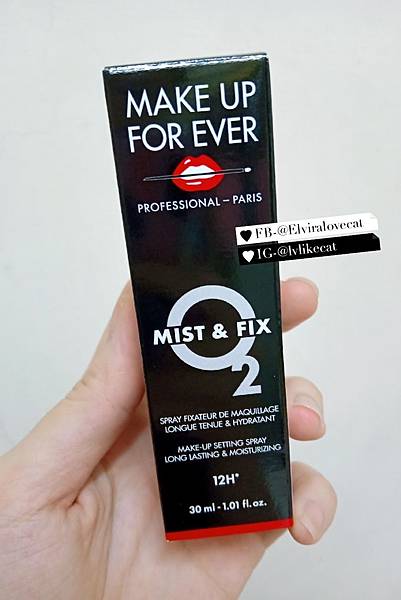 MAKE UP
FOR EVER
PROFESSIONAL – PARIS
♥ FB-@Elviralovecat
♥ IG-@lvlikecat
O2
MIST & FIX
SPRAY FIXATEUR DE MAQUILLAGE
LONGUE TENUE & HYDRATANT
MAKE-UP SETTING SPRAY
LONG LASTING & MOISTURIZING
12H*
30 ml - 1.01 fl.oz.